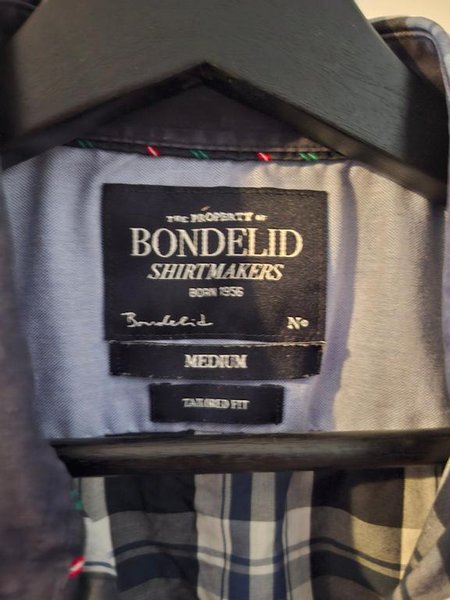 THE PROPERTY OF
BONDELID
SHIRTMAKERS
BORN 1956
Bondelid No
MEDIUM
TAILORED FIT